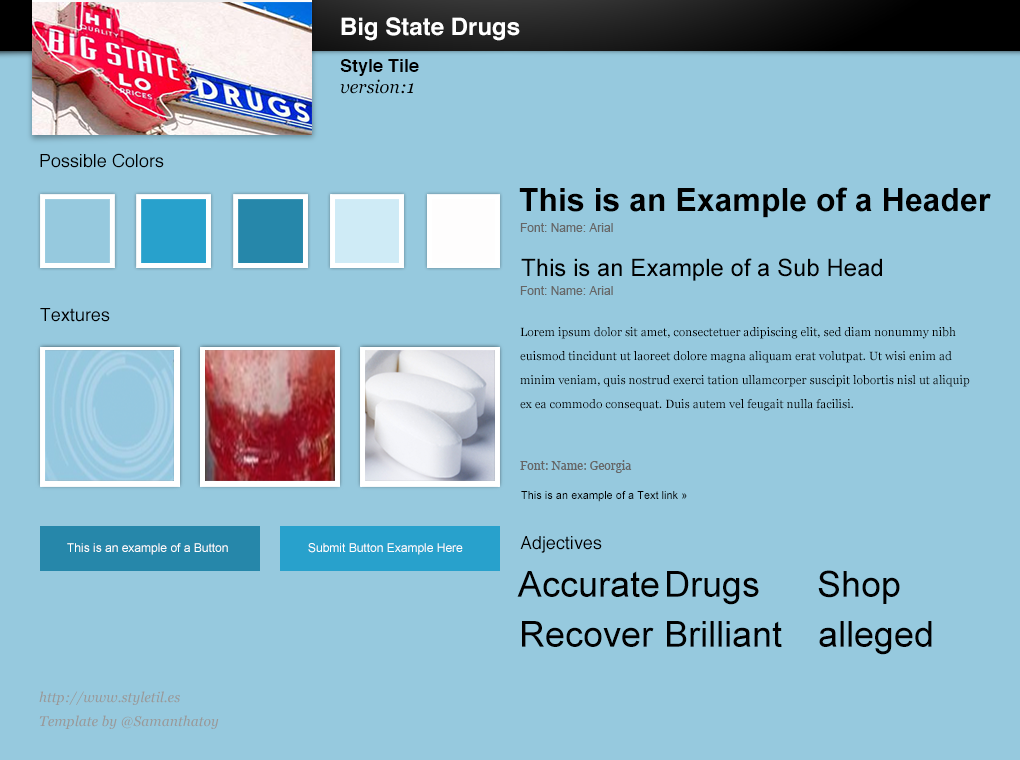 HI
QUALITY
BIG STATE
LO
PRICES
DRUGS
Big State Drugs
Style Tile
version:1
Possible Colors
Textures
This is an example of a Button
Submit Button Example Here
http://www.styletil.es
Template by @Samanthatoy
This is an Example of a Header
Font: Name: Arial
This is an Example of a Sub Head
Font: Name: Arial
Lorem ipsum dolor sit amet, consectetuer adipiscing elit, sed diam nonummy nibh
euismod tincidunt ut laoreet dolore magna aliquam erat volutpat. Ut wisi enim ad
minim veniam, quis nostrud exerci tation ullamcorper suscipit lobortis nisl ut aliquip
ex ea commodo consequat. Duis autem vel feugait nulla facilisi.
Font: Name: Georgia
This is an example of a Text link »
Adjectives
Accurate Drugs Shop
Recover Brilliant alleged